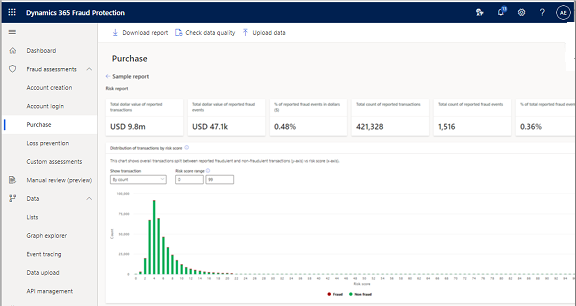 Dynamics 365 Fraud Protection
AE
Download report
Check data quality
Upload data
Dashboard
Fraud assessments
Account creation
Account login
Purchase
Loss prevention
Custom assessments
Manual review (preview)
Data
Lists
Graph explorer
Event tracing
Data upload
API management
Purchase
Sample report
Risk report
Total dollar value of reported
transactions
USD 9.8m
Total dollar value of reported fraud
events
USD 47.1k
% of reported fraud events in dollars
($)
0.48%
Total count of reported transactions
421,328
Total count of reported fraud events
1,516
% of total reported fraud events
0.36%
Distribution of transactions by risk score
This chart shows overall transactions split between reported fraudulent and non-fraudulent transactions (y-axis) vs risk score (x-axis).
Show transaction
By count
Risk score range
0
99
100,000
75,000
50,000
25,000
0
Count
Risk score
Fraud
Non fraud